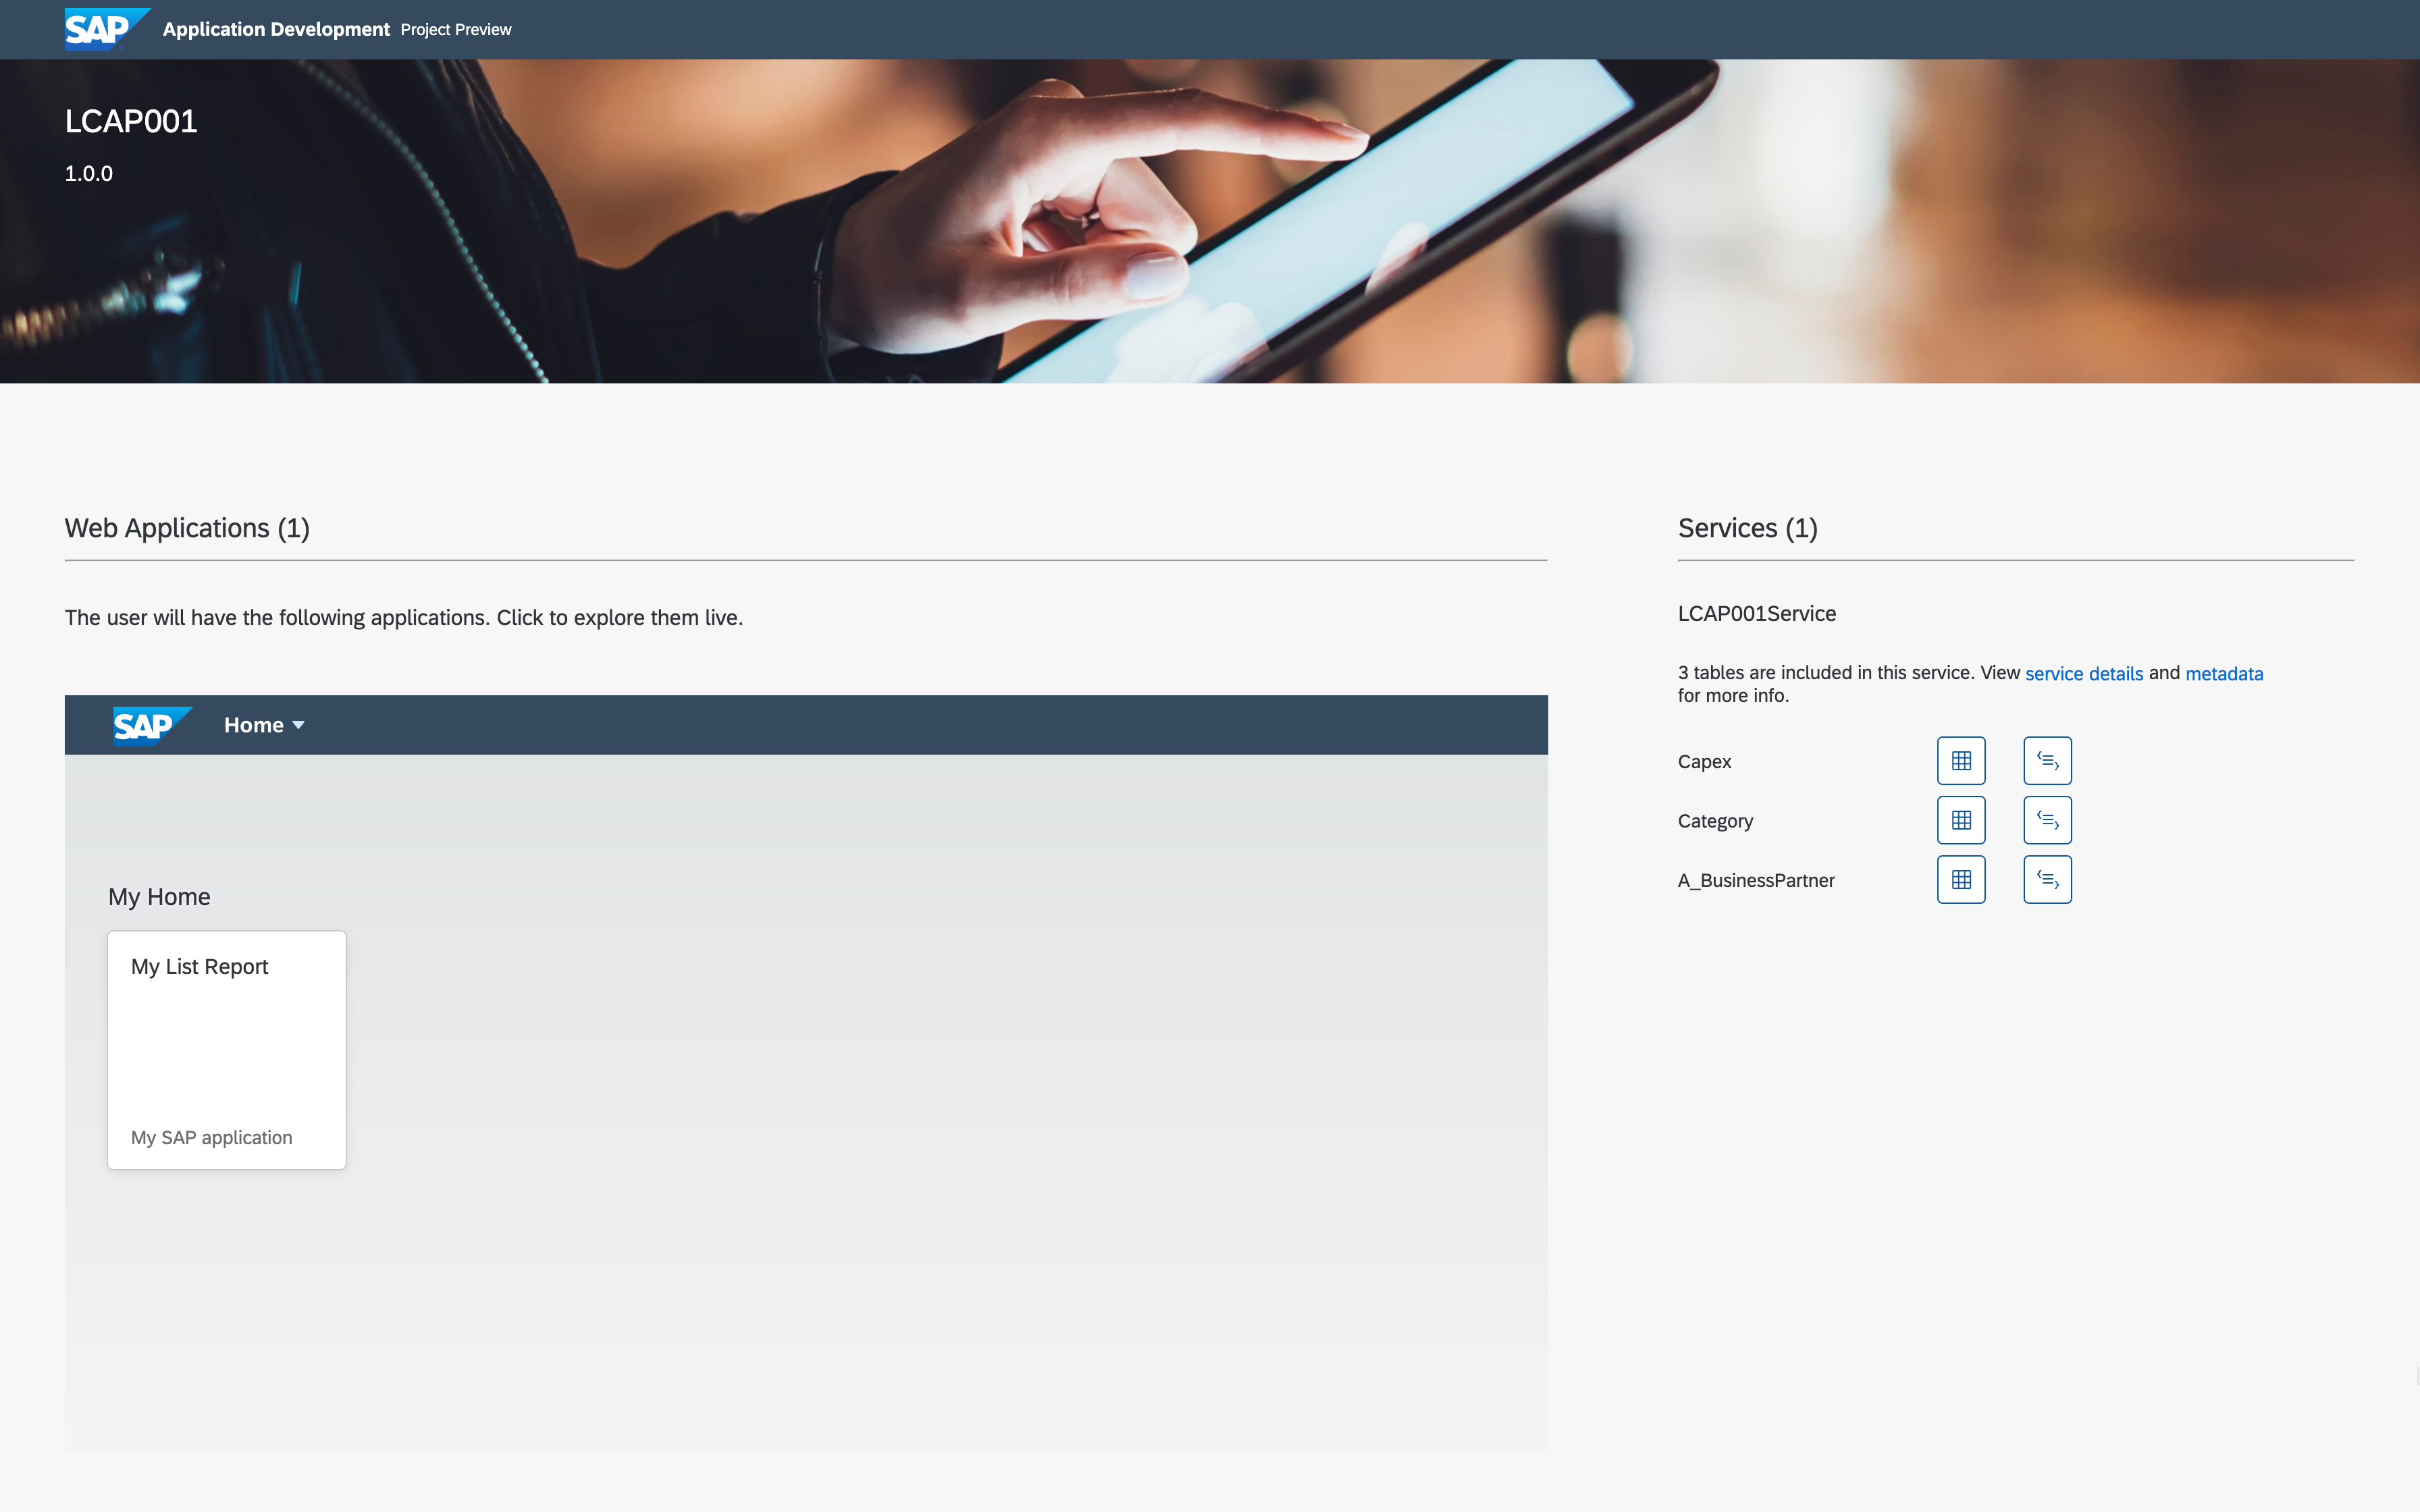 SAP Application Development Project Preview
LCAP001
1.0.0
Web Applications (1)
The user will have the following applications. Click to explore them live.
SAP Home
My Home
My List Report
My SAP application
Services (1)
LCAP001Service
3 tables are included in this service. View service details and metadata
for more info.
Capex
Category
A_BusinessPartner